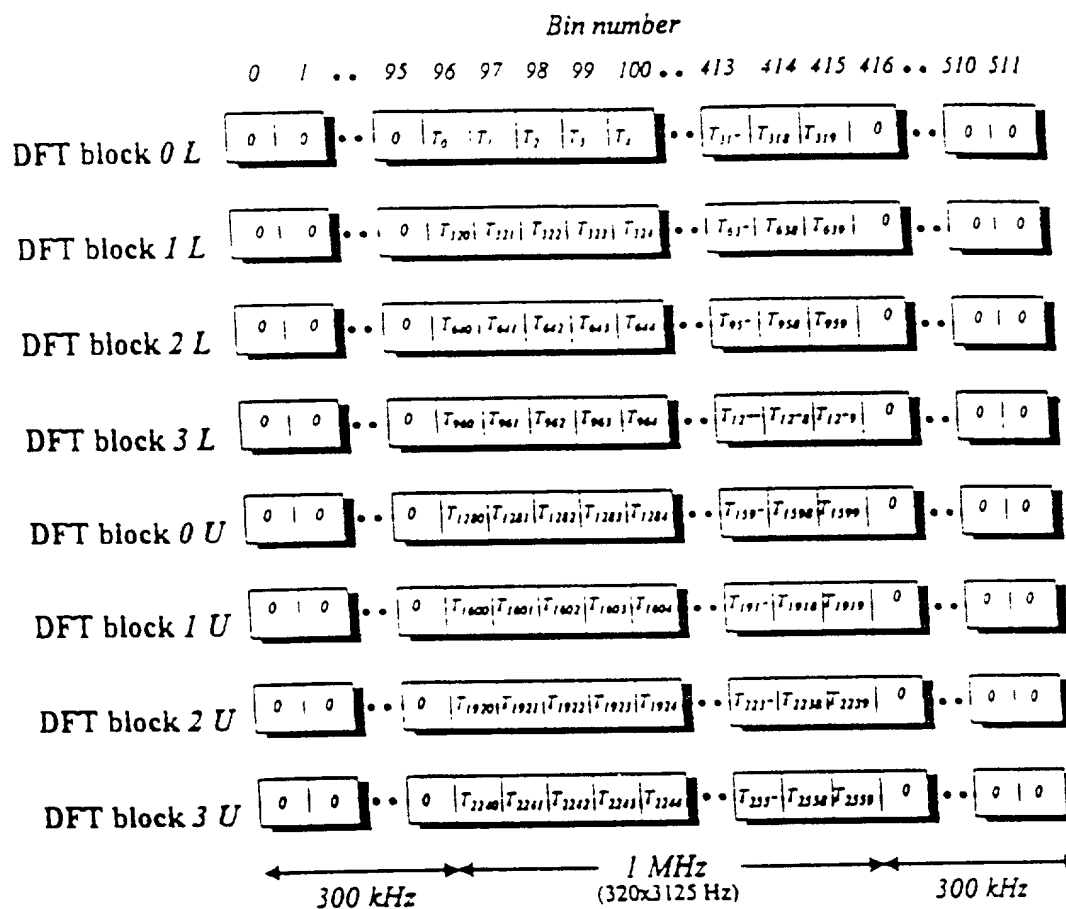 Bin number
0 1 .. 95 96 97 98 99 100 .. 413 414 415 416 .. 510 511
DFT block 0 L 0 0 .. 0 T0 T2 T3 .. T318 T319 0 .. 0 0
DFT block 1 L 0 0 .. 0 T320 T321 T322 T323 T324 .. T638 T639 0 .. 0 0
DFT block 2 L 0 0 .. 0 T640 T641 T642 T643 T644 .. T958 T959 0 .. 0 0
DFT block 3 L 0 0 .. 0 T960 T961 T962 T963 T964 .. 0 .. 0 0
DFT block 0 U 0 0 .. 0 T1280 T1281 T1282 T1283 T1284 .. T1598 T1599 0 .. 0 0
DFT block 1 U 0 0 .. 0 T1600 T1601 T1602 T1603 T1604 .. T1918 T1919 0 .. 0 0
DFT block 2 U 0 0 .. 0 T1920 T1921 T1922 T1923 T1924 .. T2238 T2239 0 .. 0 0
DFT block 3 U 0 0 .. 0 T2240 T2241 T2242 T2243 T2244 .. T2558 T2559 0 .. 0 0
300 kHz 1 MHz 300 kHz
(320x3125 Hz)